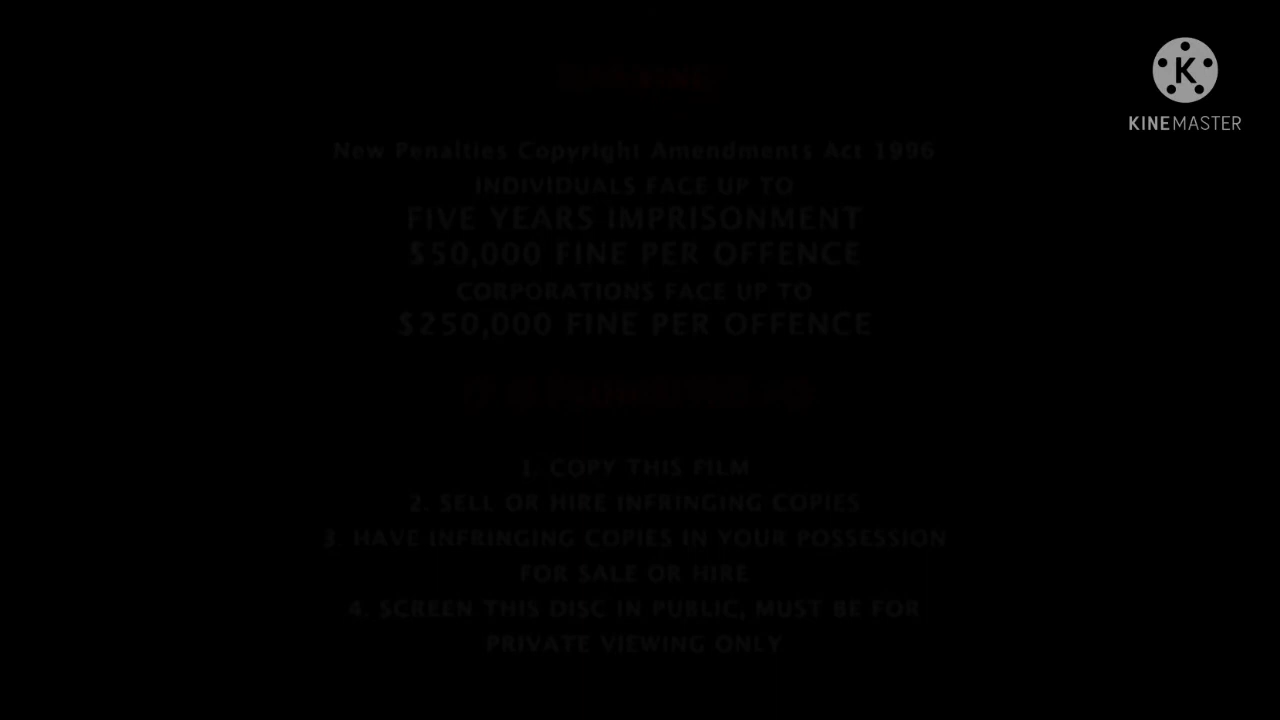 K
KINEMASTER
New Penalties Copyright Amendments Act 1996
INDIVIDUALS FACE UP TO
FIVE YEARS IMPRISONMENT
$50,000 FINE PER OFFENCE
CORPORATIONS FACE UP TO
$250,000 FINE PER OFFENCE
1. COPY THIS FILM
2. SELL OR HIRE INFRINGING COPIES
3. HAVE INFRINGING COPIES IN YOUR POSSESSION
FOR SALE OR HIRE
4. SCREEN THIS DISC IN PUBLIC, MUST BE FOR
PRIVATE VIEWING ONLY